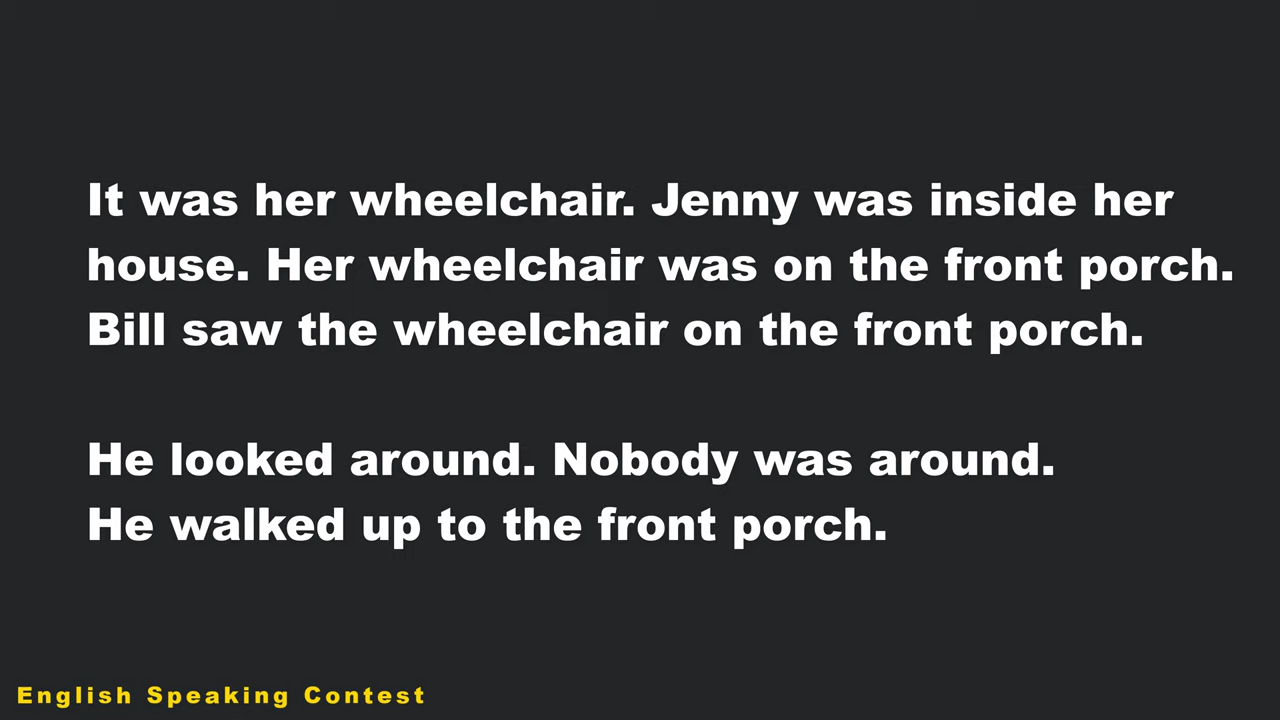 It was her wheelchair. Jenny was inside her
house. Her wheelchair was on the front porch.
Bill saw the wheelchair on the front porch.
He looked around. Nobody was around.
He walked up to the front porch.
English Speaking Contest